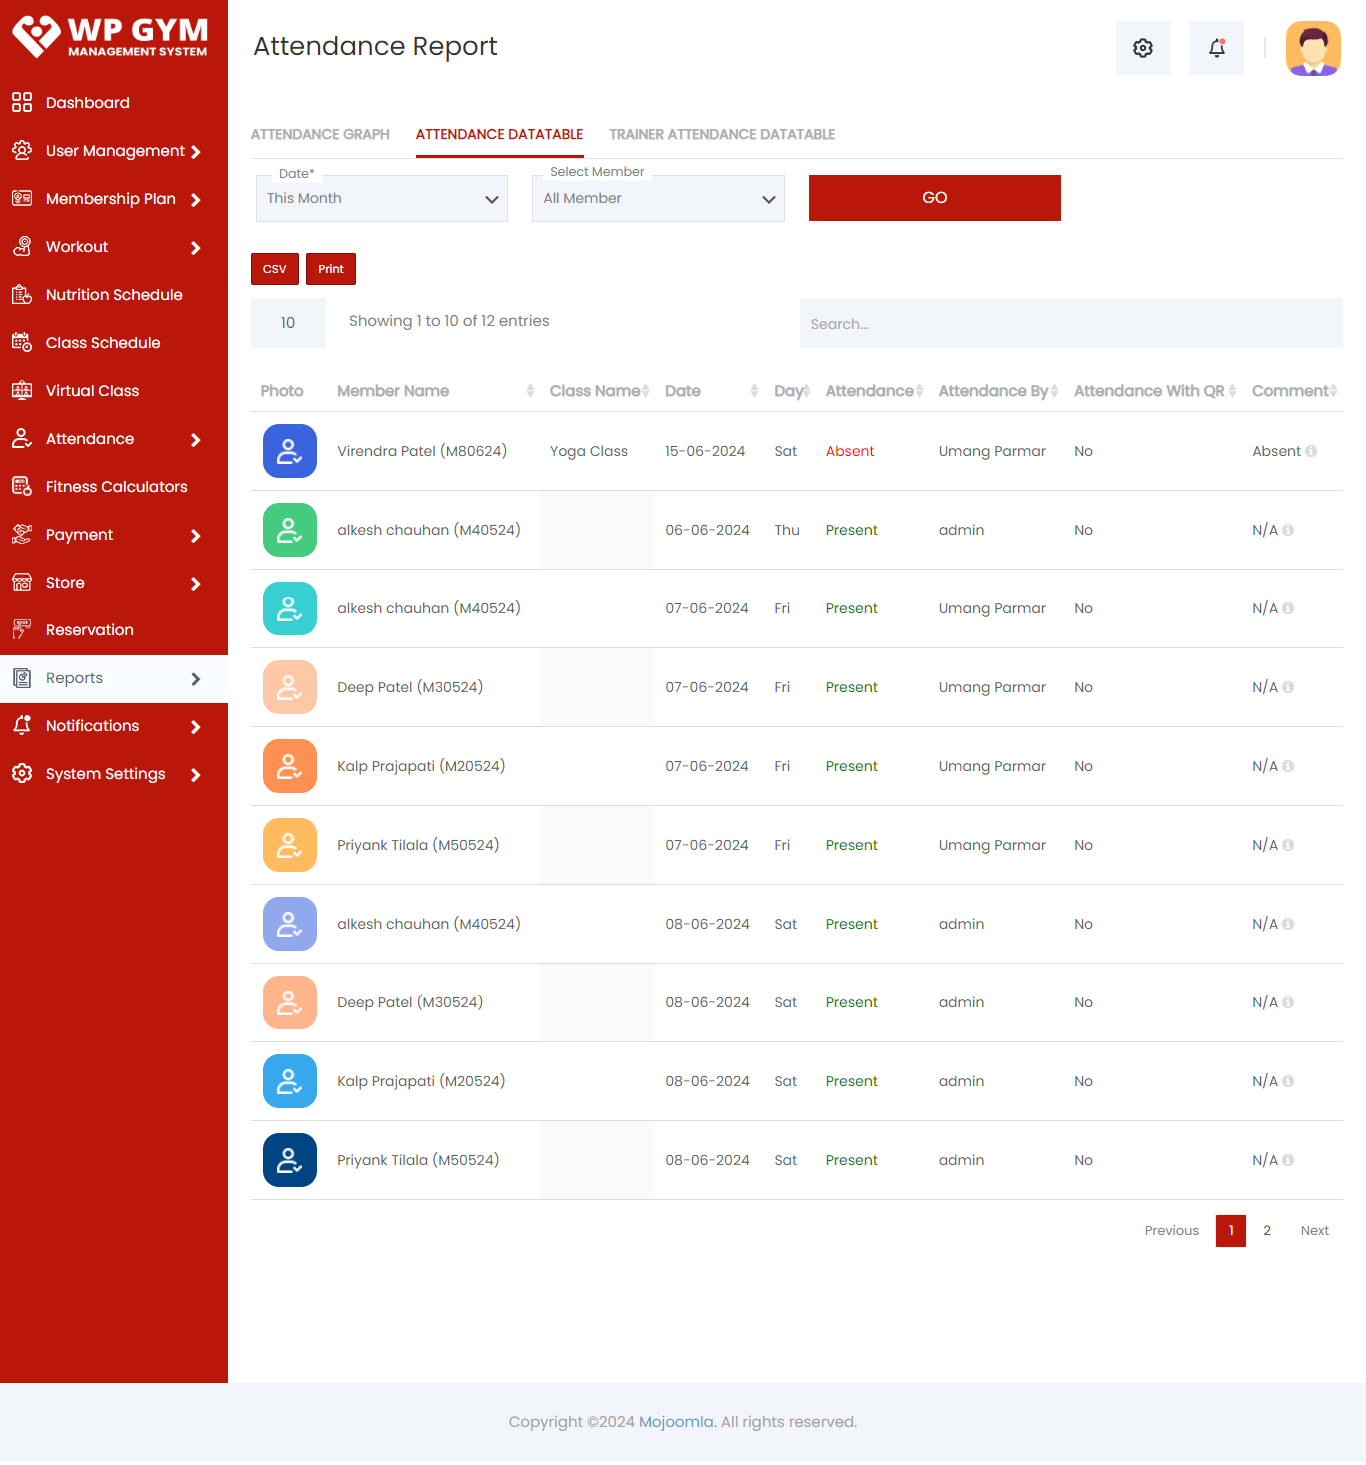 WP GYM
MANAGEMENT SYSTEM
Dashboard
User Management
Membership Plan
Workout
Nutrition Schedule
Class Schedule
Virtual Class
Attendance
Fitness Calculators
Payment
Store
Reservation
Reports
Notifications
System Settings
Attendance Report
ATTENDANCE GRAPH ATTENDANCE DATATABLE TRAINER ATTENDANCE DATATABLE
Date* Select Member
This Month All Member GO
CSV Print
10 Showing 1 to 10 of 12 entries Search...
Photo Member Name Class Name Date Day Attendance Attendance By Attendance With QR Comment
Virendra Patel (M80624) Yoga Class 15-06-2024 Sat Absent Umang Parmar No Absent
alkesh chauhan (M40524) 06-06-2024 Thu Present admin No N/A
alkesh chauhan (M40524) 07-06-2024 Fri Present Umang Parmar No N/A
Deep Patel (M30524) 07-06-2024 Fri Present Umang Parmar No N/A
Kalp Prajapati (M20524) 07-06-2024 Fri Present Umang Parmar No N/A
Priyank Tilala (M50524) 07-06-2024 Fri Present Umang Parmar No N/A
alkesh chauhan (M40524) 08-06-2024 Sat Present admin No N/A
Deep Patel (M30524) 08-06-2024 Sat Present admin No N/A
Kalp Prajapati (M20524) 08-06-2024 Sat Present admin No N/A
Priyank Tilala (M50524) 08-06-2024 Sat Present admin No N/A
Previous 1 2 Next
Copyright ©2024 Mojoomla. All rights reserved.